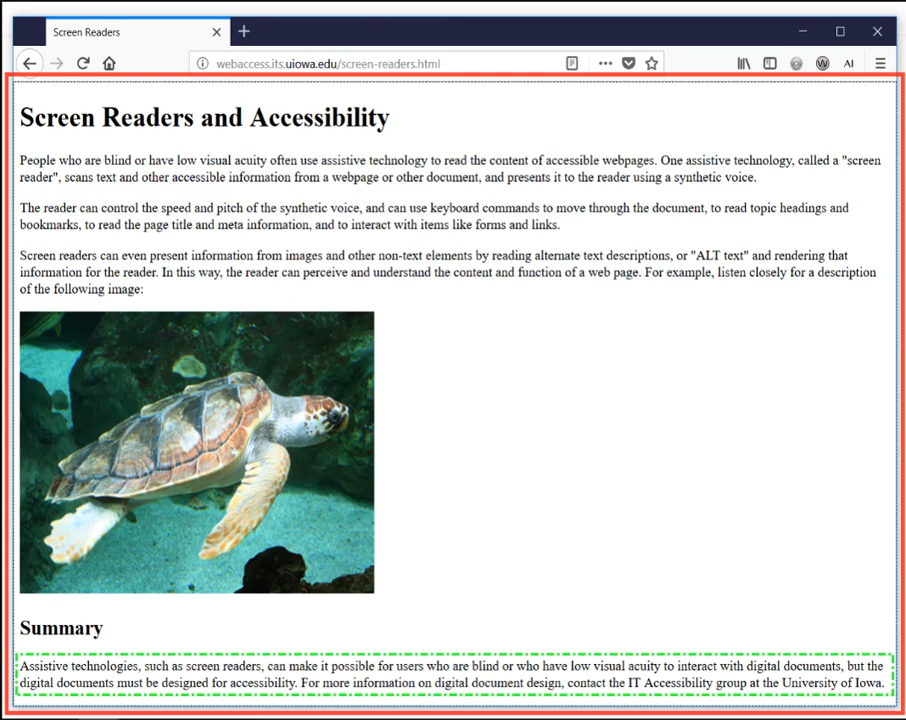 Screen Readers
webaccess.its.uiowa.edu/screen-readers.html
AI
Screen Readers and Accessibility
People who are blind or have low visual acuity often use assistive technology to read the content of accessible webpages. One assistive technology, called a "screen
reader", scans text and other accessible information from a webpage or other document, and presents it to the reader using a synthetic voice.
The reader can control the speed and pitch of the synthetic voice, and can use keyboard commands to move through the document, to read topic headings and
bookmarks, to read the page title and meta information, and to interact with items like forms and links.
Screen readers can even present information from images and other non-text elements by reading alternate text descriptions, or "ALT text" and rendering that
information for the reader. In this way, the reader can perceive and understand the content and function of a web page. For example, listen closely for a description
of the following image:
Summary
Assistive technologies, such as screen readers, can make it possible for users who are blind or who have low visual acuity to interact with digital documents, but the
digital documents must be designed for accessibility. For more information on digital document design, contact the IT Accessibility group at the University of Iowa.